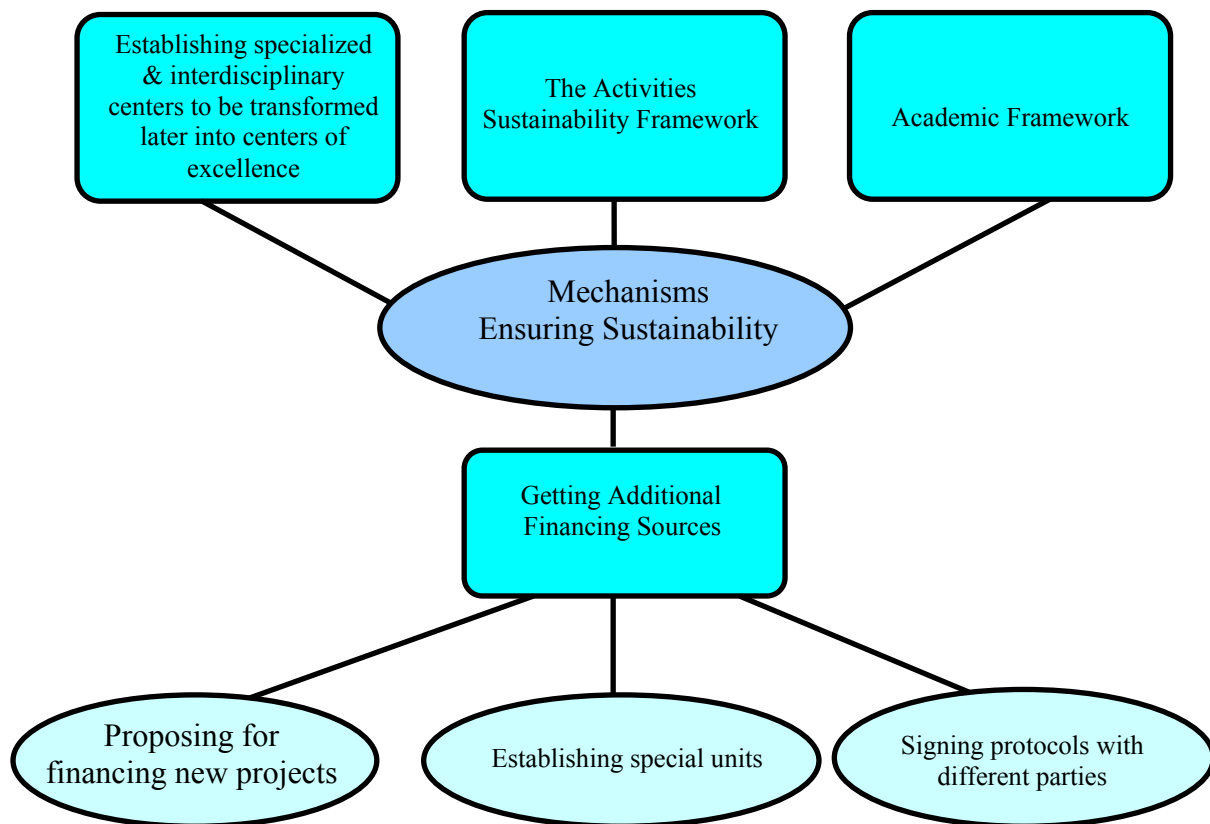 Establishing specialized
& interdisciplinary
centers to be transformed
later into centers of
excellence
The Activities
Sustainability Framework
Academic Framework
Mechanisms
Ensuring Sustainability
Getting Additional
Financing Sources
Proposing for
financing new projects
Establishing special units
Signing protocols with
different parties